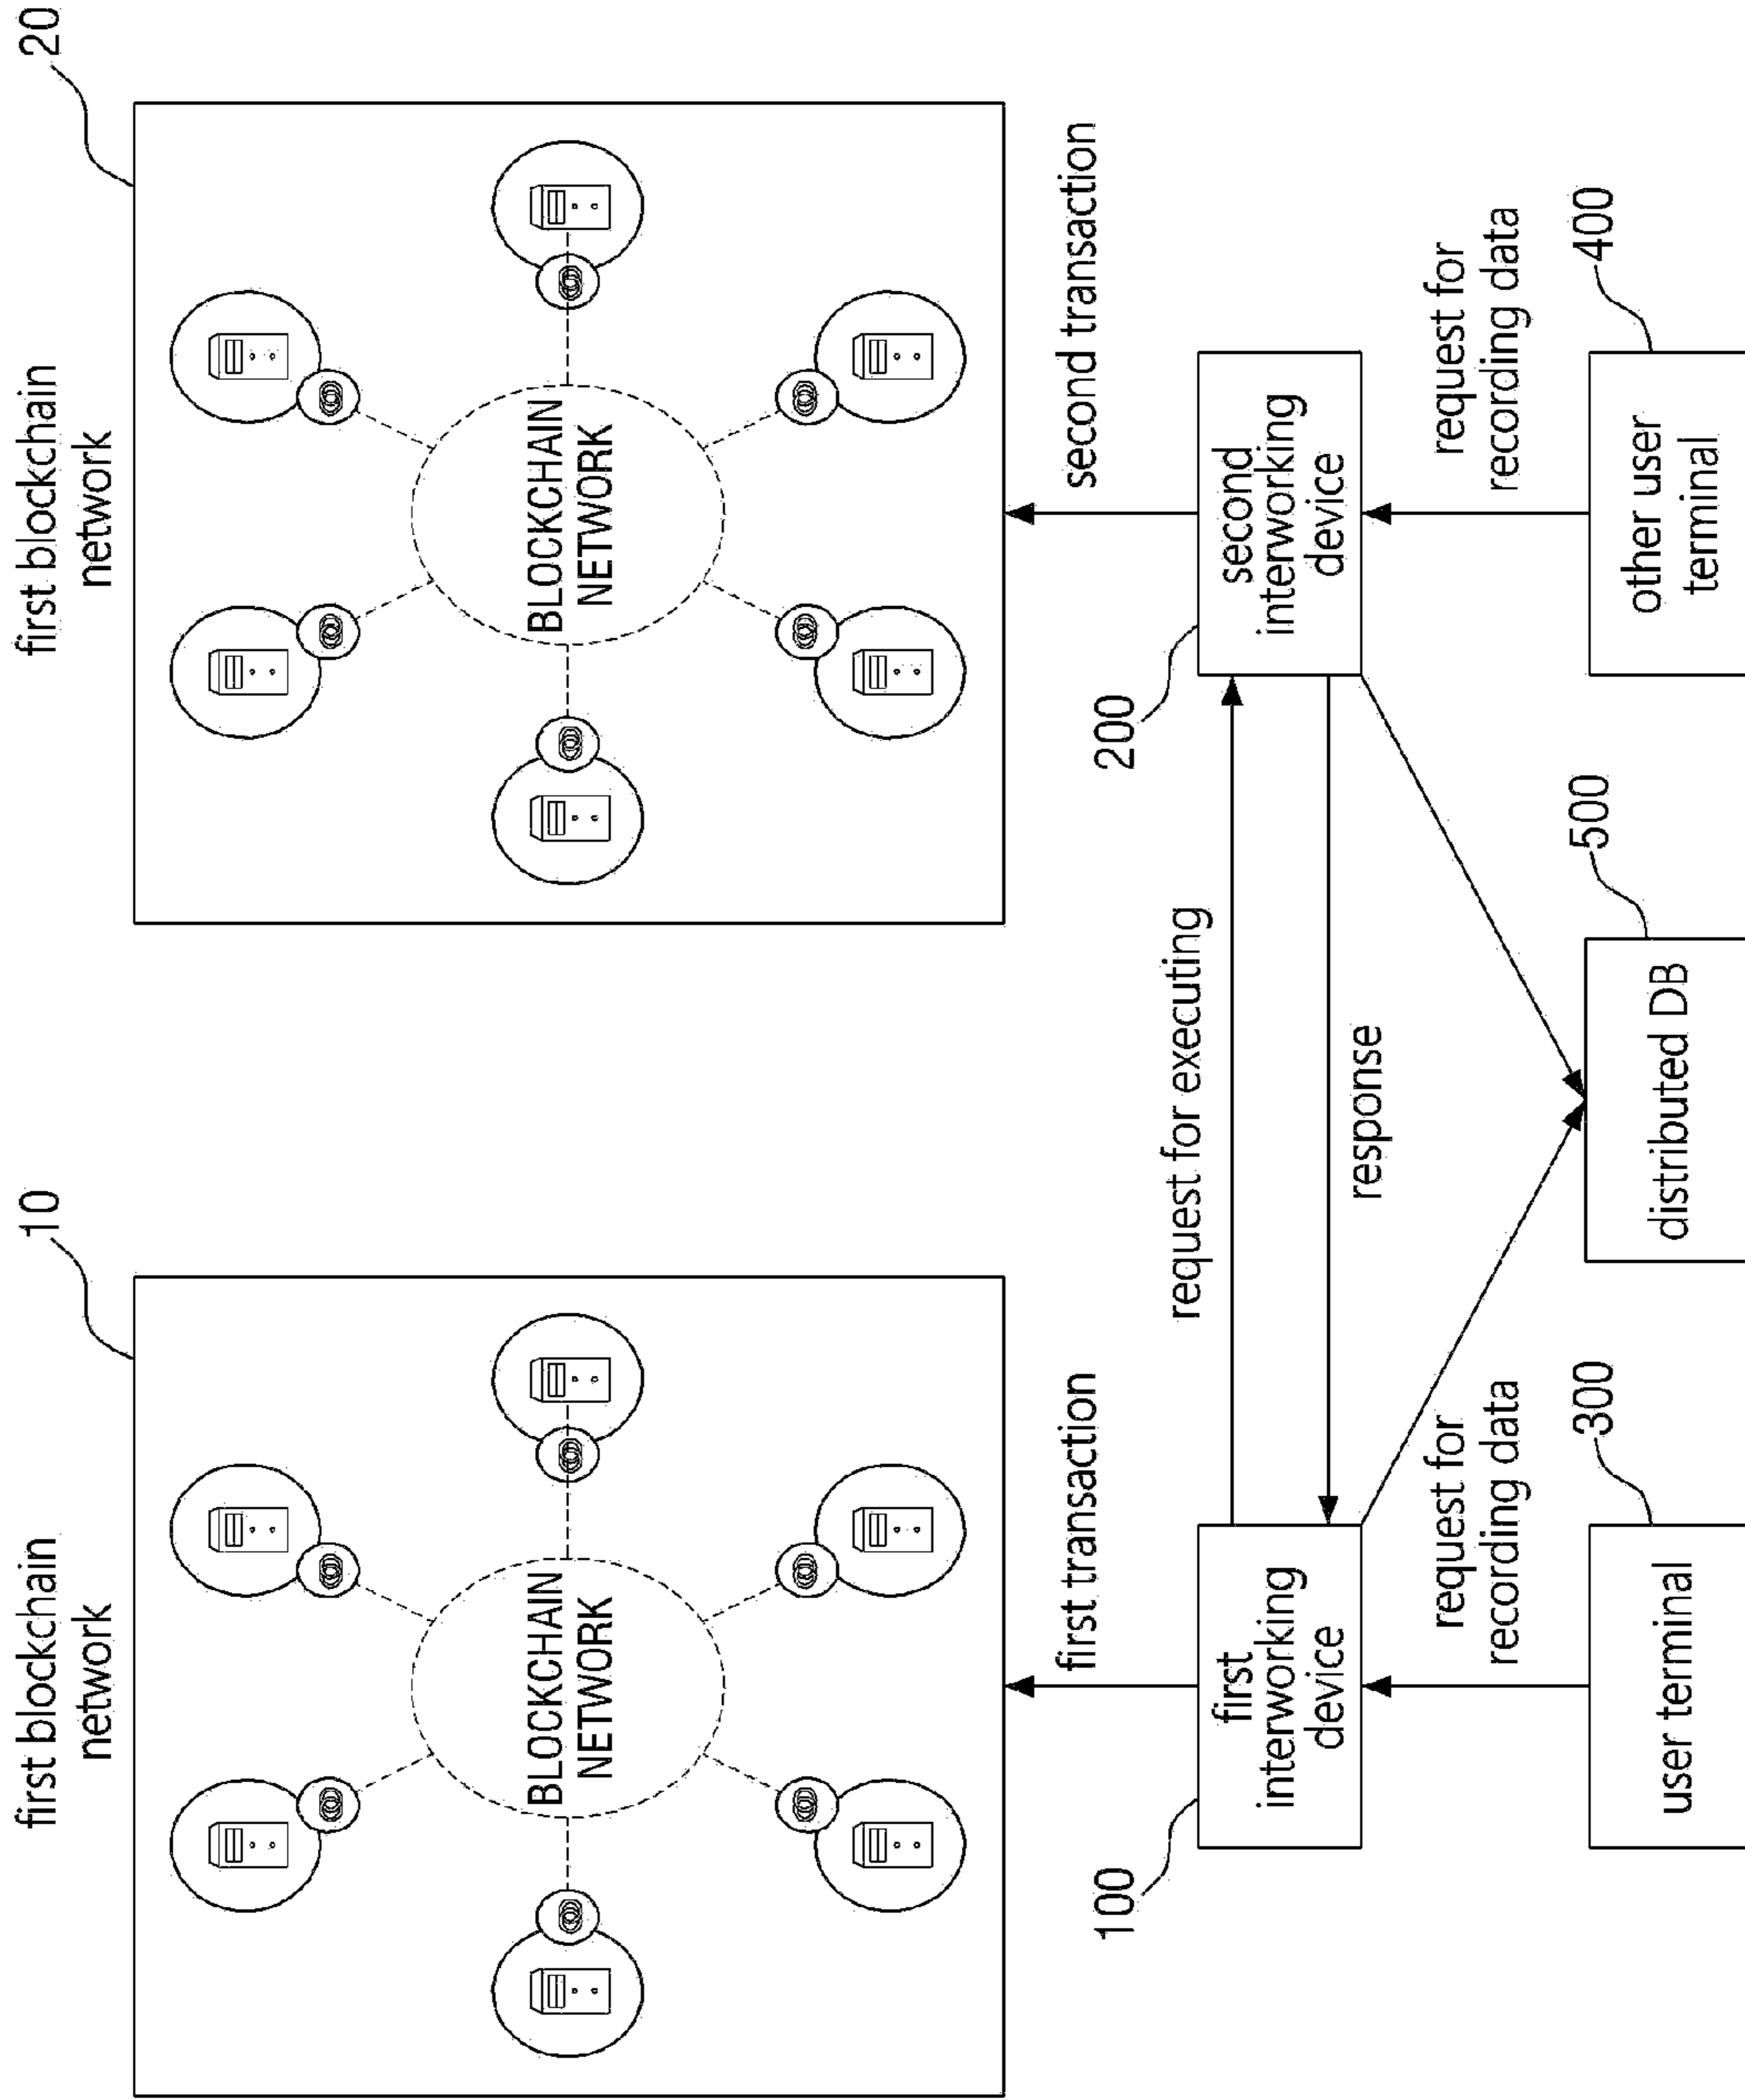 first blockchain
network
10
BLOCKCHAIN
NETWORK
first blockchain
network
20
BLOCKCHAIN
NETWORK
first transaction
second transaction
100
first
interworking
device
request for executing
response
200
second
interworking
device
request for
recording data
request for
recording data
300
user terminal
500
distributed DB
400
other user
terminal